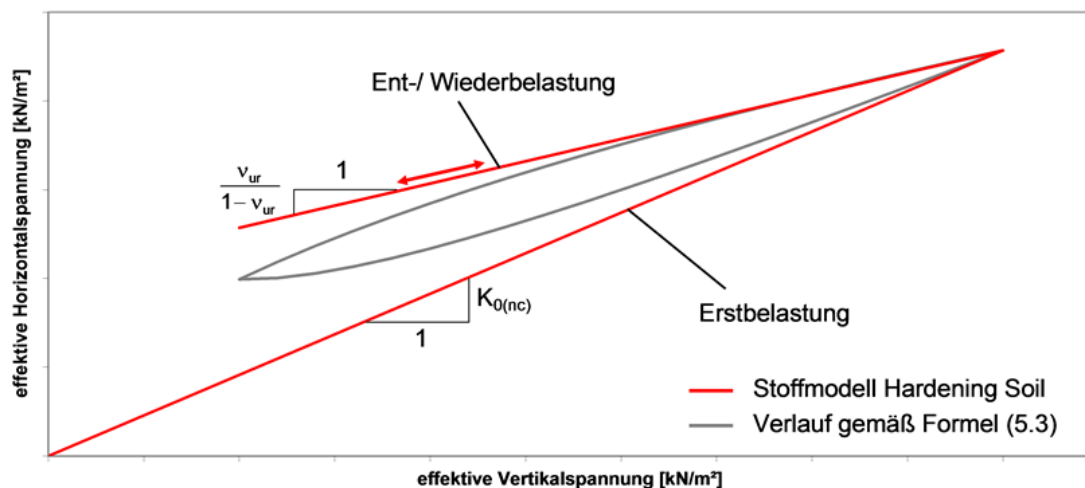 effektive Horizontalspannung [kN/m²]
Ent-/ Wiederbelastung
1
ν_ur
1– ν_ur
K_0(nc)
1
Erstbelastung
Stoffmodell Hardening Soil
Verlauf gemäß Formel (5.3)
effektive Vertikalspannung [kN/m²]